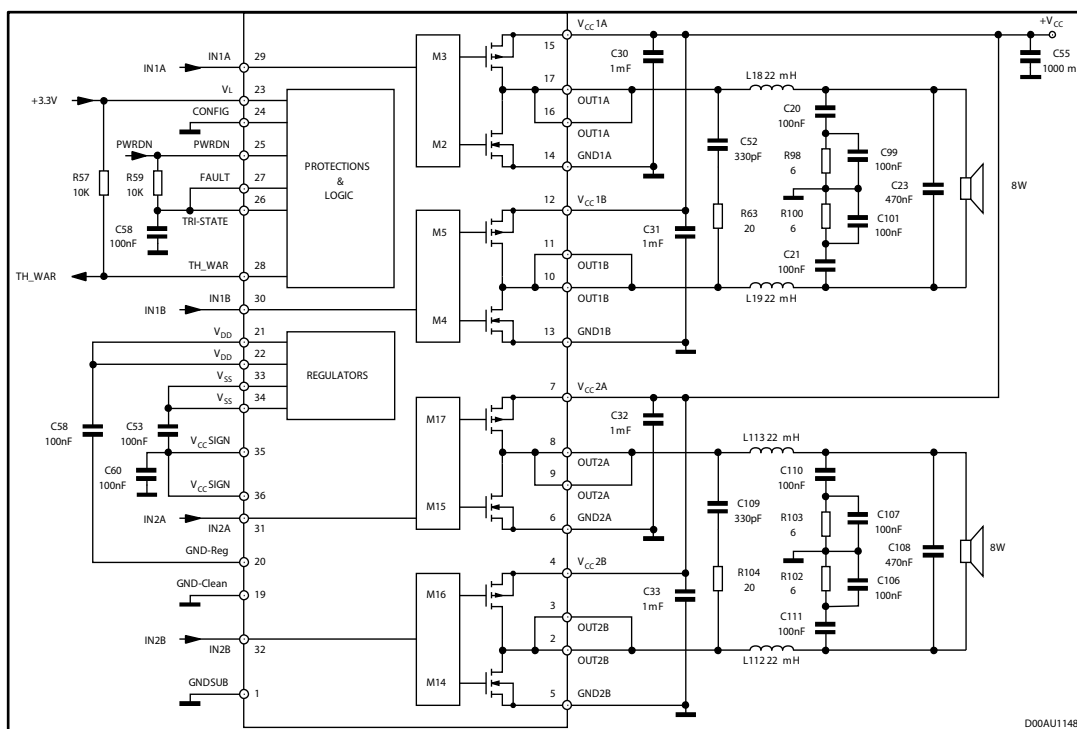 VCC1A
+VCC
15
M3
C30
1mF
C55
1000 m
IN1A
IN1A
29
17
L18 22 mH
+3.3V
VL
23
OUT1A
C20
100nF
CONFIG
24
16
OUT1A
C52
330pF
C99
100nF
PWRDN
PWRDN
25
M2
14
GND1A
R98
6
R57
10K
R59
10K
FAULT
27
PROTECTIONS
&
LOGIC
C23
470nF
8W
26
TRI-STATE
12
VCC1B
C58
100nF
M5
C31
1mF
R63
20
R100
6
C101
100nF
11
OUT1B
C21
100nF
TH_WAR
TH_WAR
28
10
OUT1B
L19 22 mH
IN1B
IN1B
30
M4
13
GND1B
VDD
21
VDD
22
REGULATORS
VSS
33
VSS
34
7
VCC2A
M17
C32
1mF
C58
100nF
C53
100nF
VCCSIGN
35
8
OUT2A
L113 22 mH
C60
100nF
9
OUT2A
C110
100nF
VCCSIGN
36
M15
C109
330pF
C107
100nF
IN2A
IN2A
31
6
GND2A
R103
6
GND-Reg
20
C108
470nF
8W
4
VCC2B
GND-Clean
19
M16
C33
1mF
R104
20
R102
6
C106
100nF
3
OUT2B
C111
100nF
IN2B
IN2B
32
2
OUT2B
L112 22 mH
GNDSUB
1
M14
5
GND2B
D00AU1148